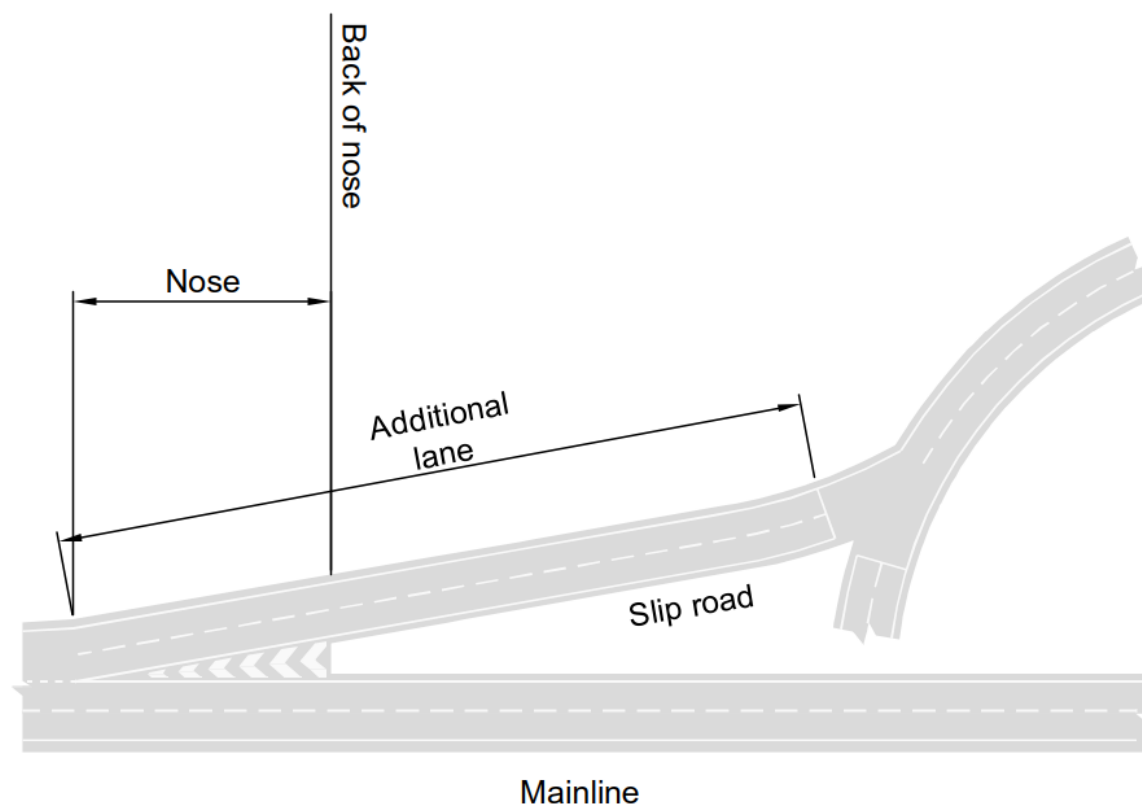 Back of nose
Nose
Additional
lane
Slip road
Mainline